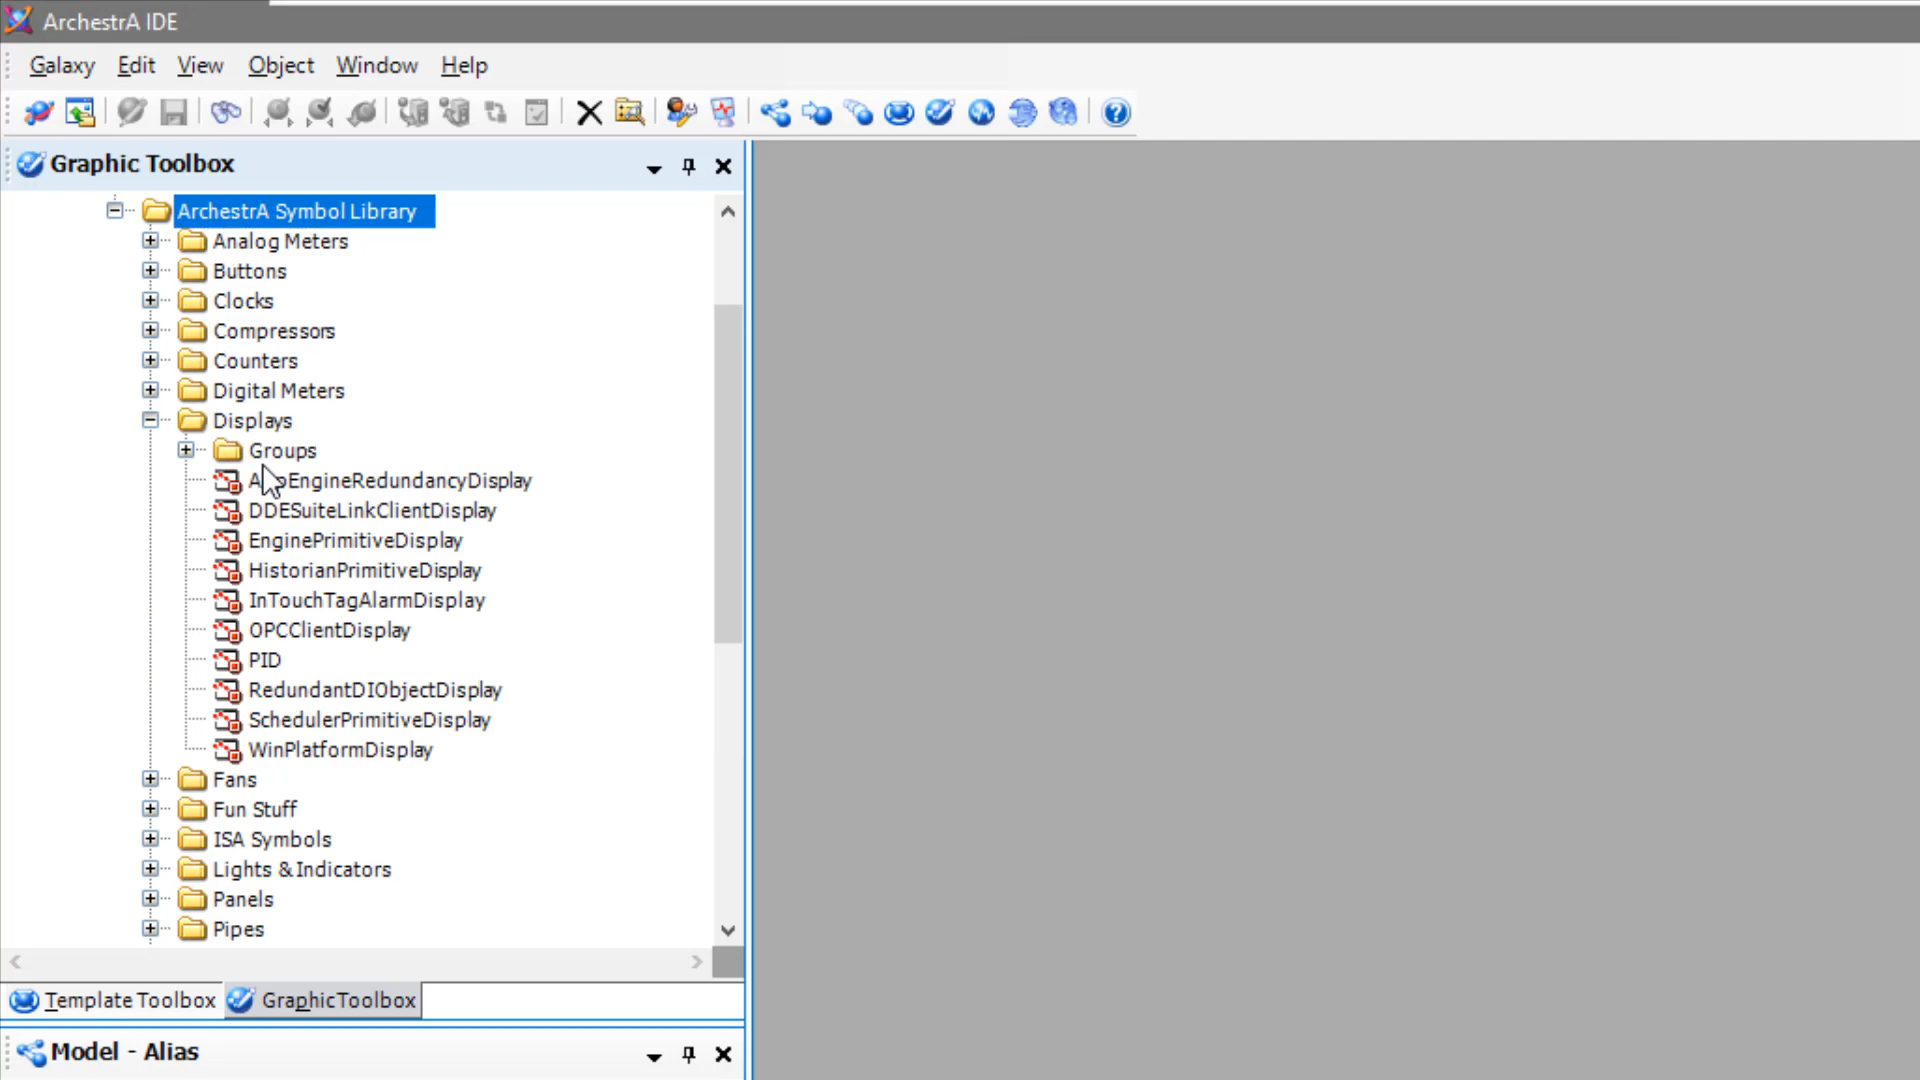 ArchestrA IDE
Galaxy Edit View Object Window Help
Graphic Toolbox
ArchestrA Symbol Library
Analog Meters
Buttons
Clocks
Compressors
Counters
Digital Meters
Displays
Groups
EngineRedundancyDisplay
DDESuiteLinkClientDisplay
EnginePrimitiveDisplay
HistorianPrimitiveDisplay
InTouchTagAlarmDisplay
OPCClientDisplay
PID
RedundantDIObjectDisplay
SchedulerPrimitiveDisplay
WinPlatformDisplay
Fans
Fun Stuff
ISA Symbols
Lights & Indicators
Panels
Pipes
Template Toolbox Graphic Toolbox
Model - Alias